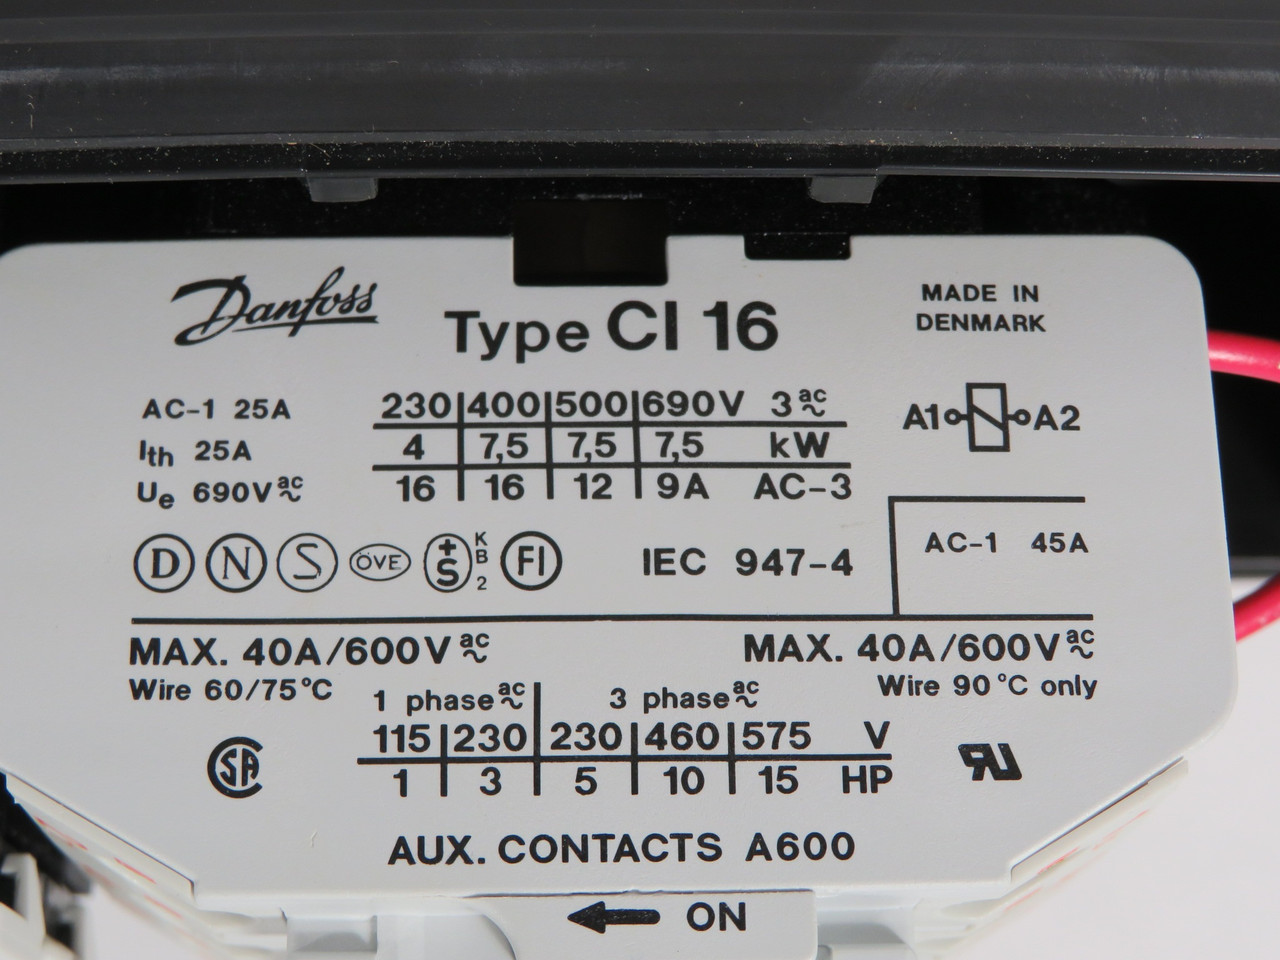 Danfoss
Type CI 16
MADE IN
DENMARK
AC-1 25A
Ith 25A
Ue 690V ac~
230|400|500|690V 3 ac~
4|7,5|7,5|7,5 kW
16|16|12|9A AC-3
A1 A2
D N S ÖVE +S KB2 FI
IEC 947-4
AC-1 45A
MAX. 40A/600V ac~
Wire 60/75°C
MAX. 40A/600V ac~
Wire 90°C only
1 phase ac~ 3 phase ac~
115|230|230|460|575 V
1|3|5|10|15 HP
SA
RU
AUX. CONTACTS A600
← ON